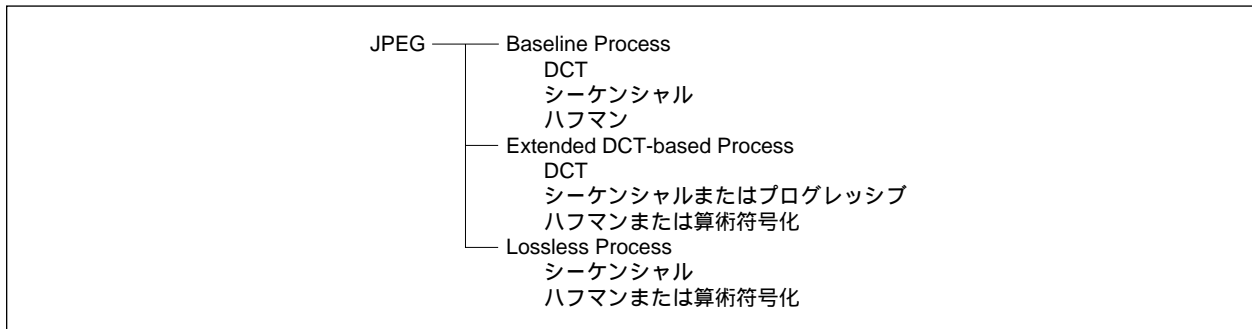 JPEG Baseline Process
DCT
シーケンシャル
ハフマン
Extended DCT-based Process
DCT
シーケンシャルまたはプログレッシブ
ハフマンまたは算術符号化
Lossless Process
シーケンシャル
ハフマンまたは算術符号化